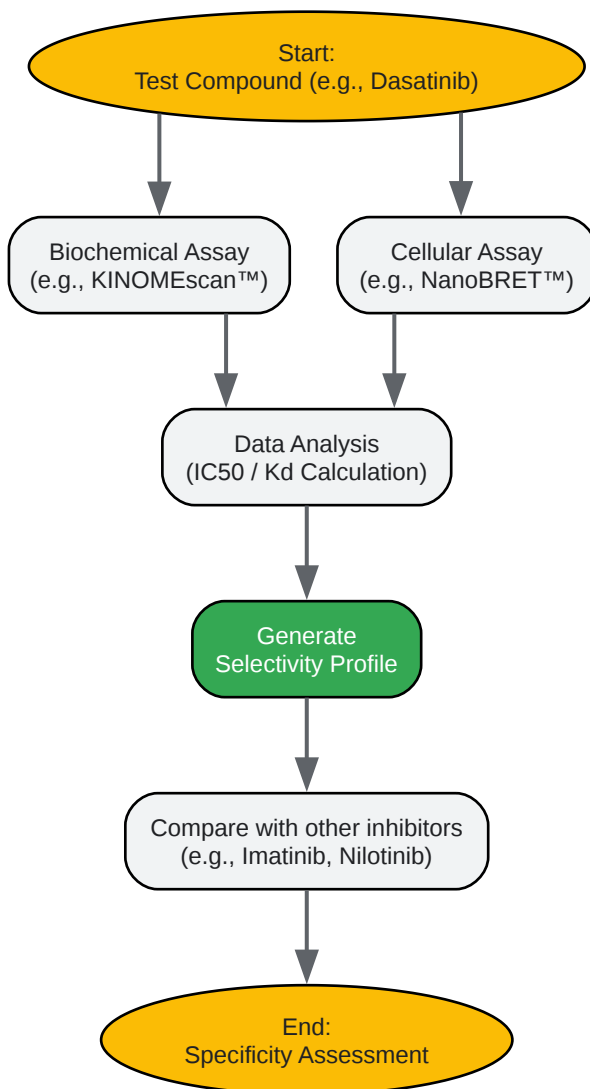 Start:
Test Compound (e.g., Dasatinib)
Biochemical Assay
(e.g., KINOMEscan™)
Cellular Assay
(e.g., NanoBRET™)
Data Analysis
(IC50 / Kd Calculation)
Generate
Selectivity Profile
Compare with other inhibitors
(e.g., Imatinib, Nilotinib)
End:
Specificity Assessment